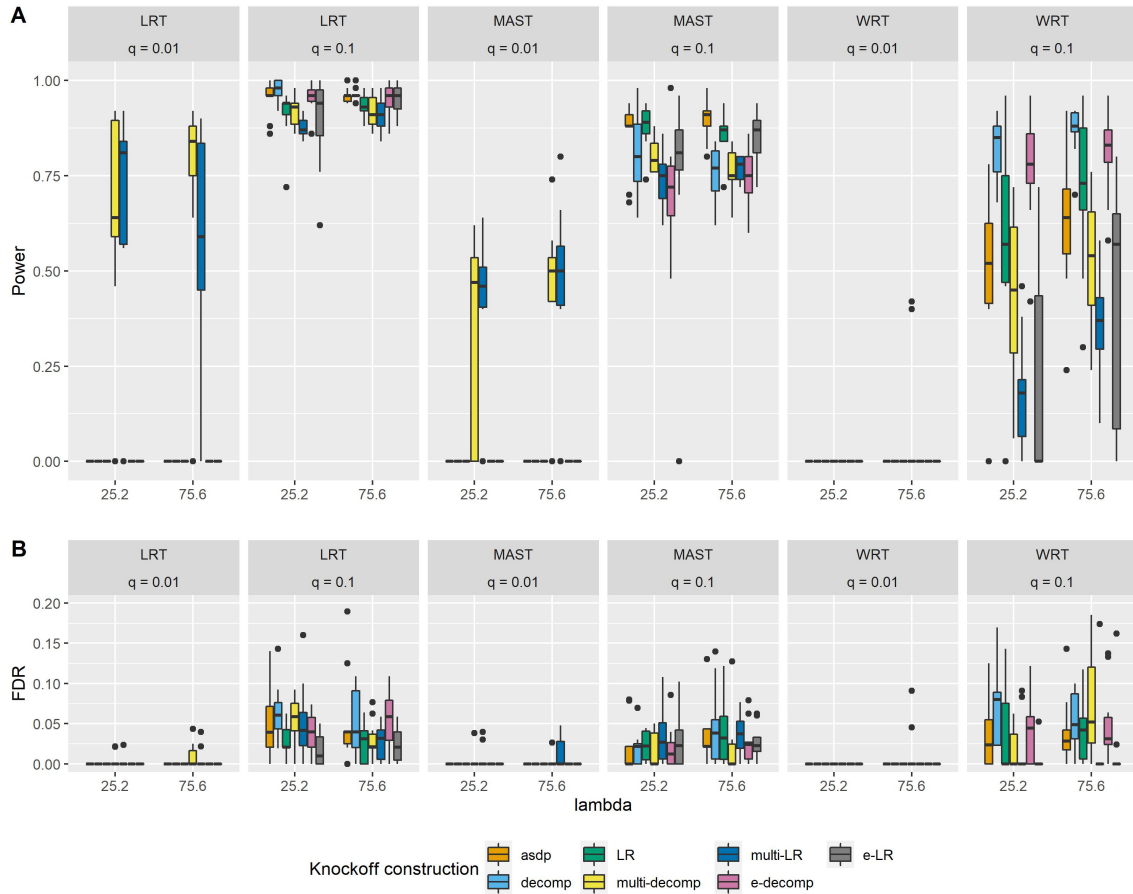 A
LRT LRT MAST MAST WRT WRT
q = 0.01 q = 0.1 q = 0.01 q = 0.1 q = 0.01 q = 0.1
1.00
0.75
0.50
0.25
0.00
Power
25.2 75.6 25.2 75.6 25.2 75.6 25.2 75.6 25.2 75.6 25.2 75.6
B
LRT LRT MAST MAST WRT WRT
q = 0.01 q = 0.1 q = 0.01 q = 0.1 q = 0.01 q = 0.1
0.20
0.15
0.10
0.05
0.00
FDR
25.2 75.6 25.2 75.6 25.2 75.6 25.2 75.6 25.2 75.6 25.2 75.6
lambda
Knockoff construction
asdp LR multi-LR e-LR
decomp multi-decomp e-decomp